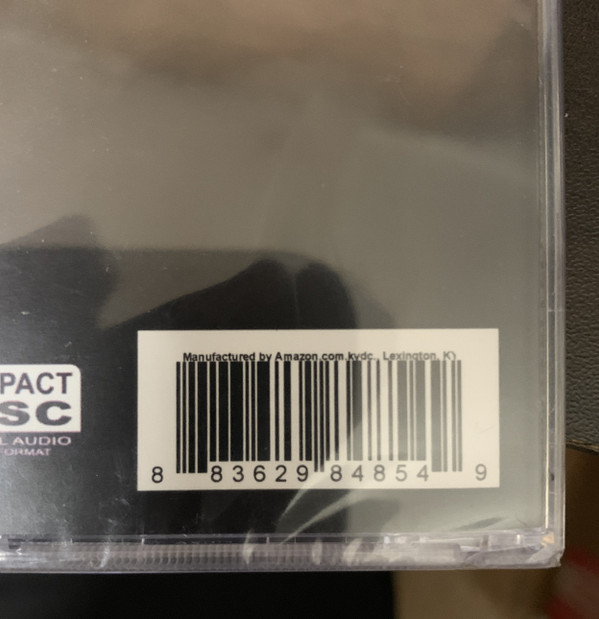 Manufactured by Amazon.com.kydc., Lexington, KY
PACT
SC
L AUDIO
ORMAT
8 83629 84854 9